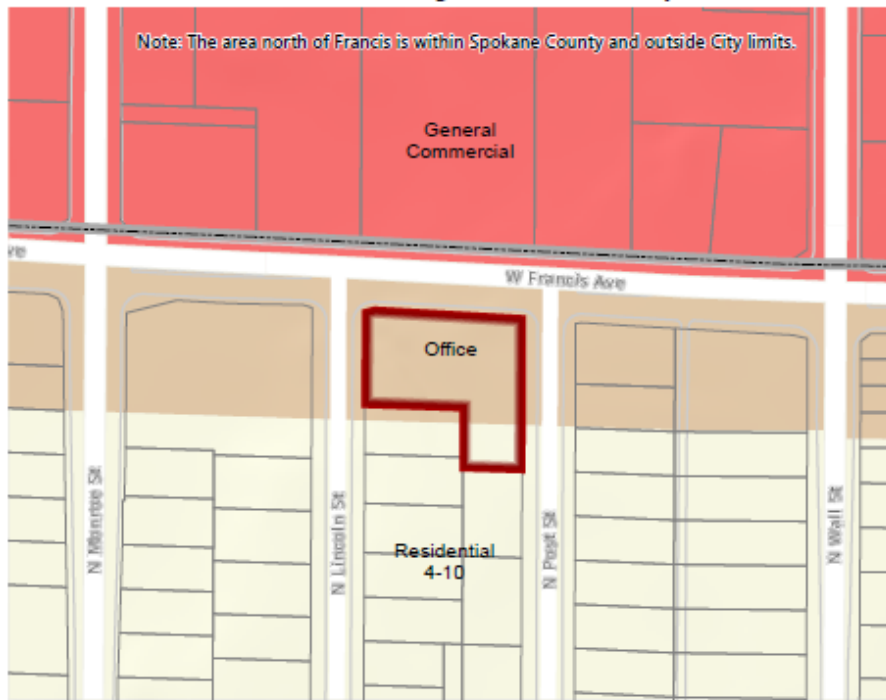 Note: The area north of Francis is within Spokane County and outside City limits.
General
Commercial
ve
W Francis Ave
Office
N Monroe St
N Lincoln St
N Post St
N Wall St
Residential
4-10